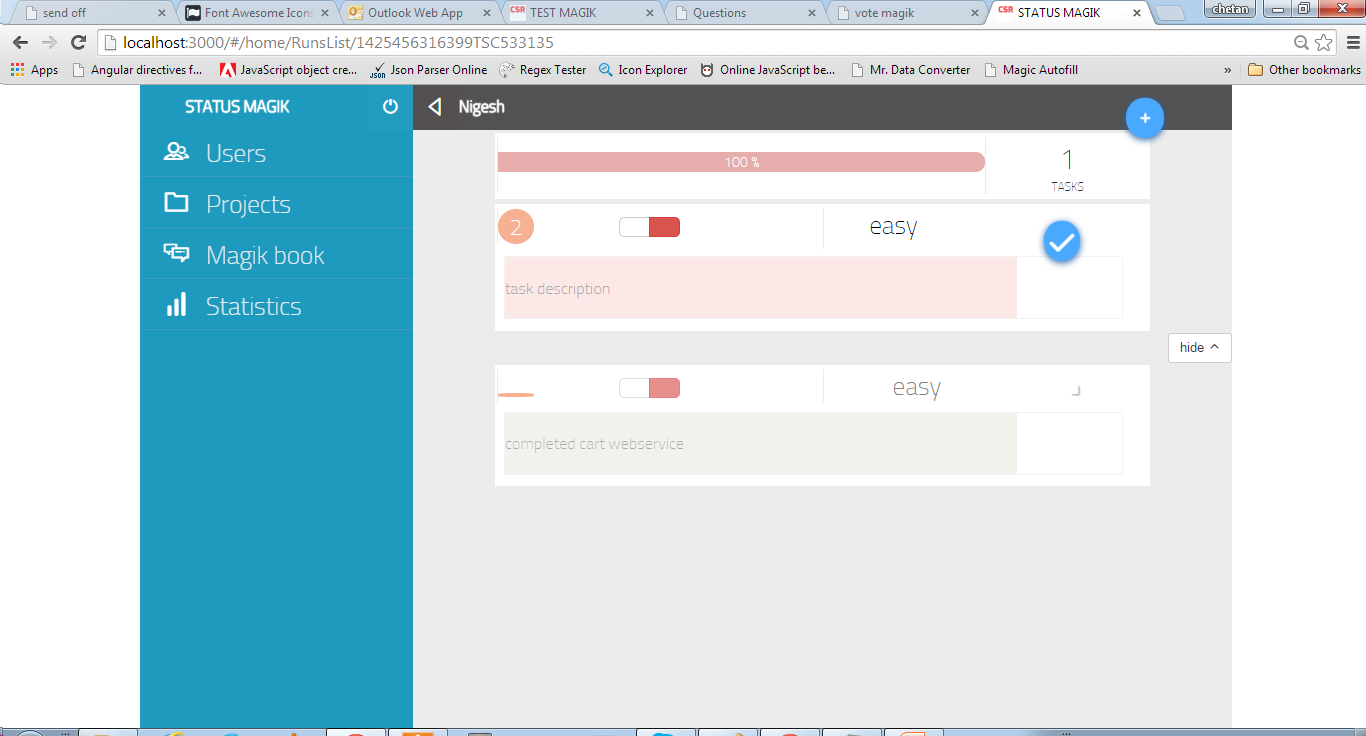 send off
Font Awesome Icons
Outlook Web App
CSR TEST MAGIK
Questions
vote magik
CSR STATUS MAGIK
chetan
localhost:3000/#/home/RunsList/1425456316399TSC533135
Apps
Angular directives f...
JavaScript object cre...
JSON Json Parser Online
Regex Tester
Icon Explorer
Online JavaScript be...
Mr. Data Converter
Magic Autofill
»
Other bookmarks
STATUS MAGIK
Nigesh
+
Users
Projects
Magik book
Statistics
100 %
1
TASKS
2
easy
task description
hide
easy
completed cart webservice